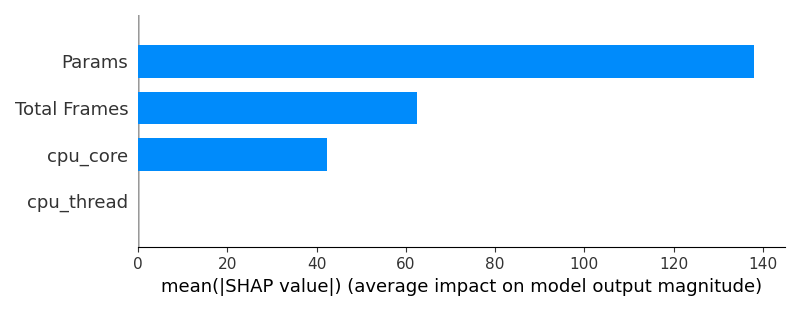 Params
Total Frames
cpu_core
cpu_thread
0 20 40 60 80 100 120 140
mean(|SHAP value|) (average impact on model output magnitude)